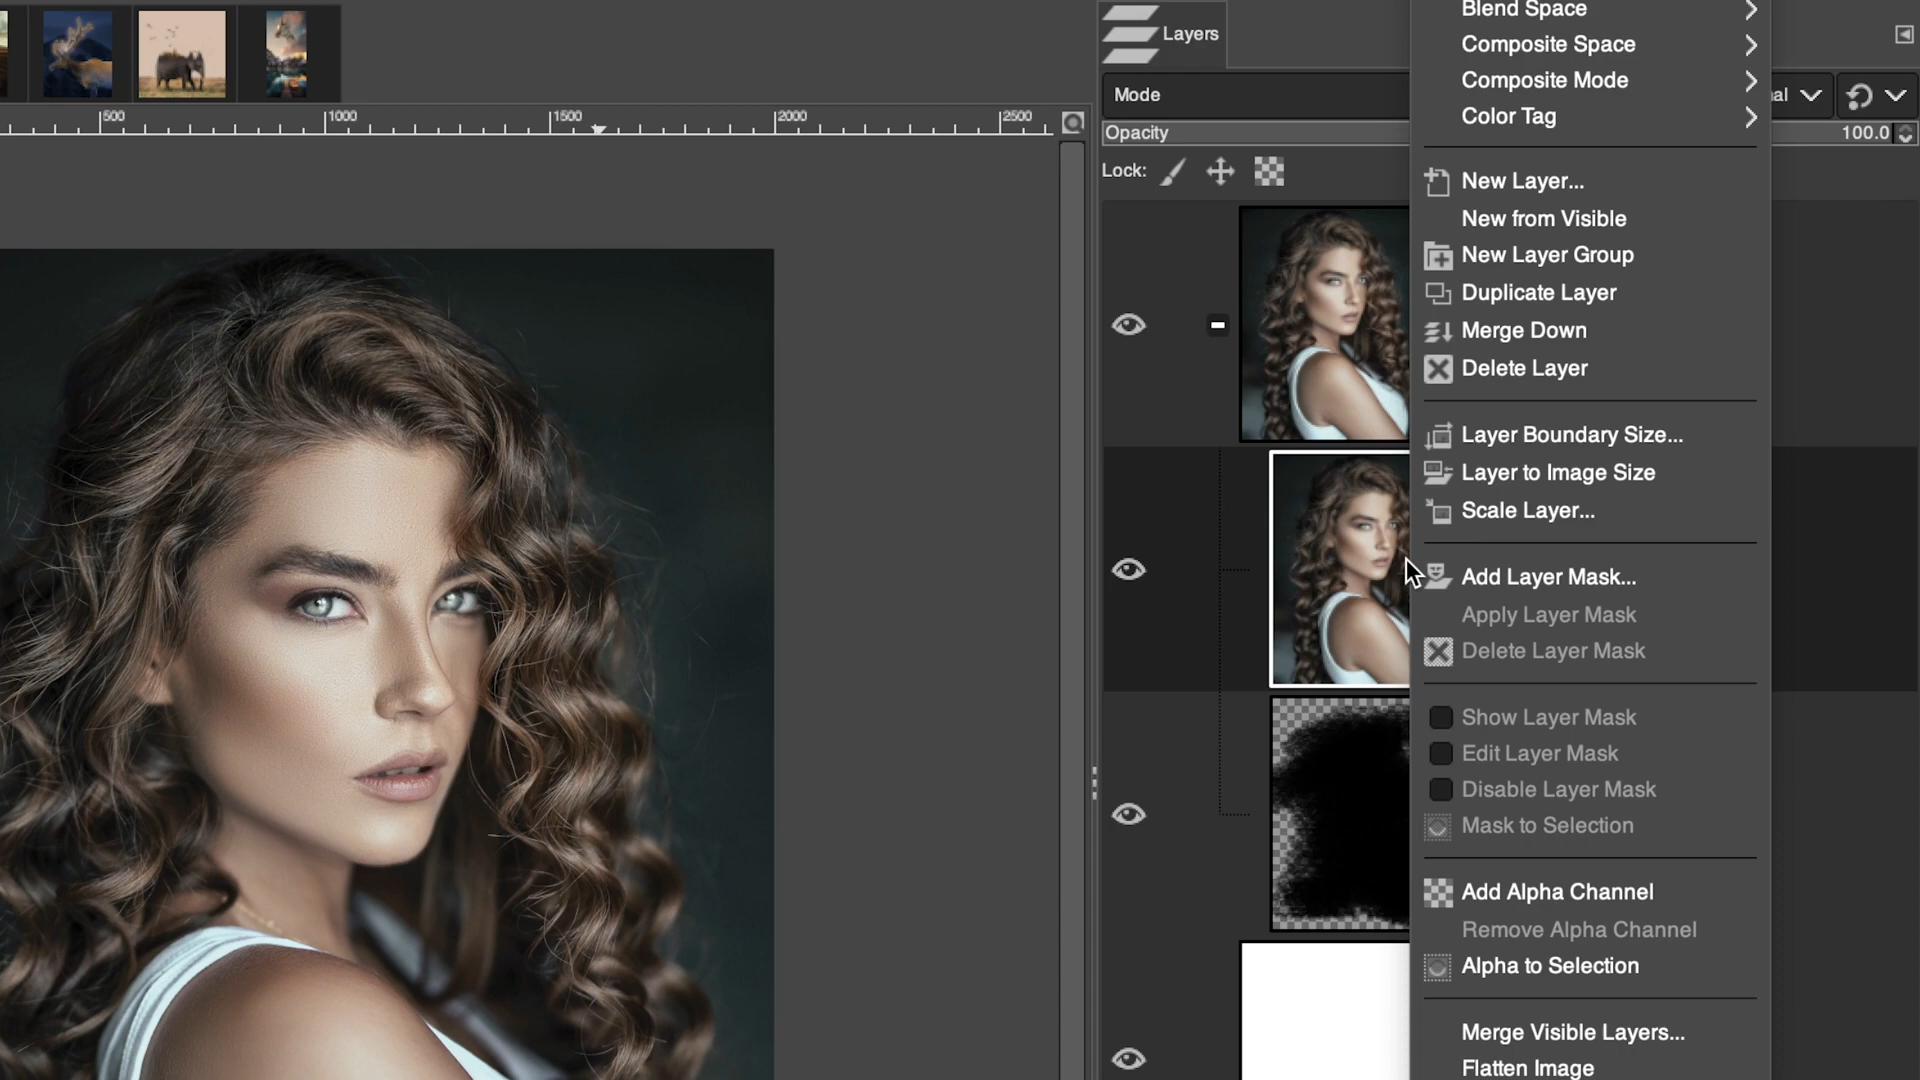 Layers
Mode
al
Opacity
100.0
Lock:
500
1000
1500
2000
2500
Blend Space
Composite Space
Composite Mode
Color Tag
New Layer...
New from Visible
New Layer Group
Duplicate Layer
Merge Down
Delete Layer
Layer Boundary Size...
Layer to Image Size
Scale Layer...
Add Layer Mask...
Apply Layer Mask
Delete Layer Mask
Show Layer Mask
Edit Layer Mask
Disable Layer Mask
Mask to Selection
Add Alpha Channel
Remove Alpha Channel
Alpha to Selection
Merge Visible Layers...
Flatten Image